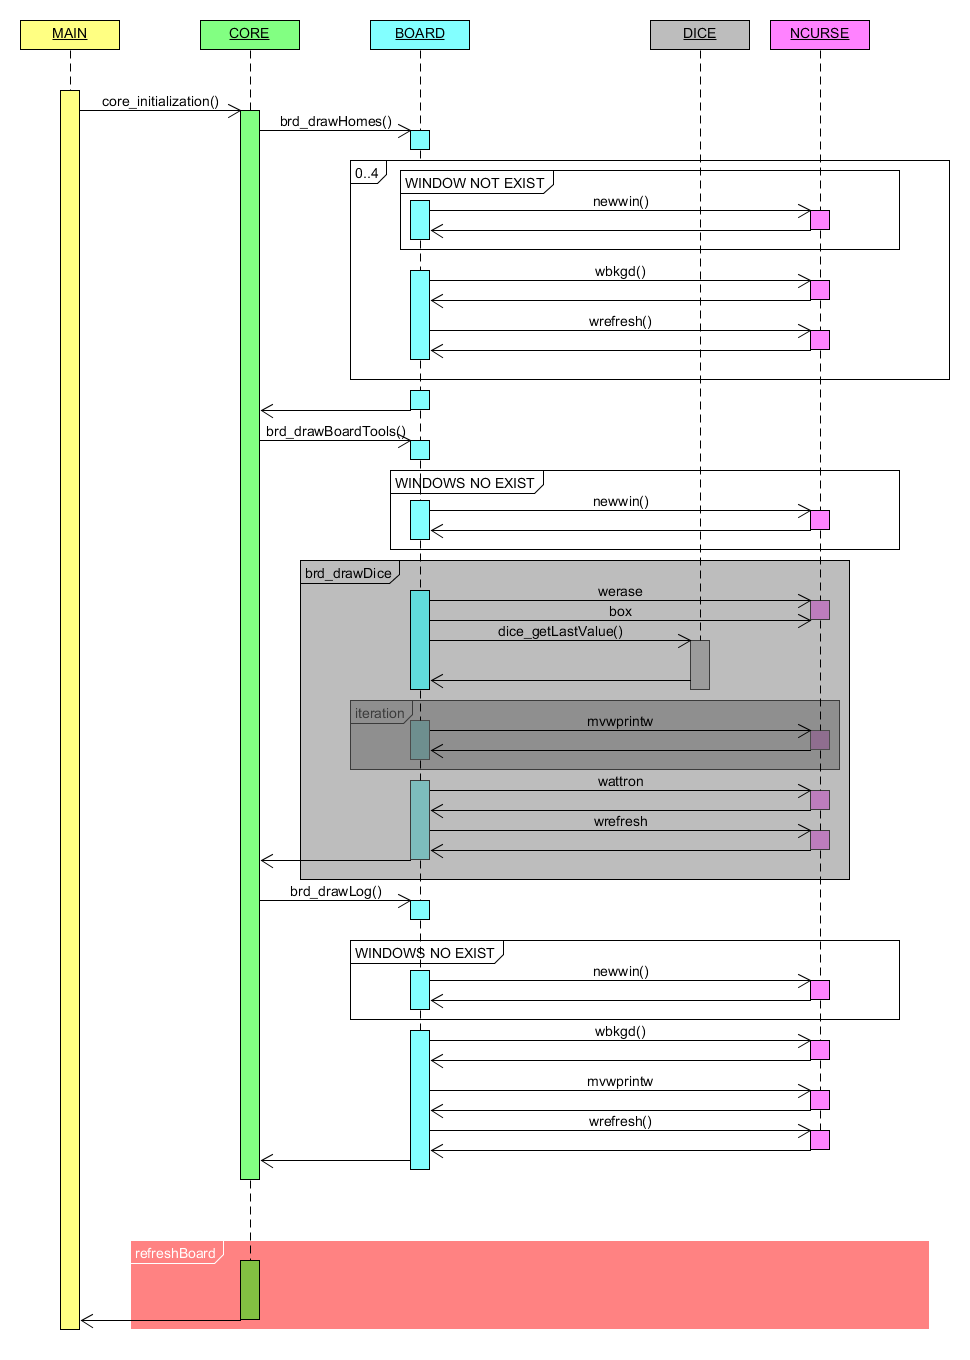 MAIN
CORE
BOARD
DICE
NCURSE
core_initialization()
brd_drawHomes()
0..4
WINDOW NOT EXIST
newwin()
wbkgd()
wrefresh()
brd_drawBoardTools()
WINDOWS NO EXIST
newwin()
brd_drawDice
werase
box
dice_getLastValue()
iteration
mvwprintw
wattron
wrefresh
brd_drawLog()
WINDOWS NO EXIST
newwin()
wbkgd()
mvwprintw
wrefresh()
refreshBoard